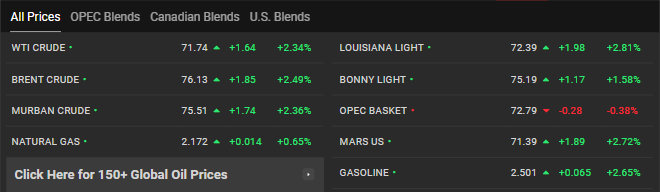 All Prices OPEC Blends Canadian Blends U.S. Blends
WTI CRUDE • 71.74 ▲ +1.64 +2.34%
BRENT CRUDE • 76.13 ▲ +1.85 +2.49%
MURBAN CRUDE • 75.51 ▲ +1.74 +2.36%
NATURAL GAS • 2.172 ▲ +0.014 +0.65%
Click Here for 150+ Global Oil Prices
LOUISIANA LIGHT • 72.39 ▲ +1.98 +2.81%
BONNY LIGHT • 75.19 ▲ +1.17 +1.58%
OPEC BASKET • 72.79 ▼ -0.28 -0.38%
MARS US • 71.39 ▲ +1.89 +2.72%
GASOLINE • 2.501 ▲ +0.065 +2.65%